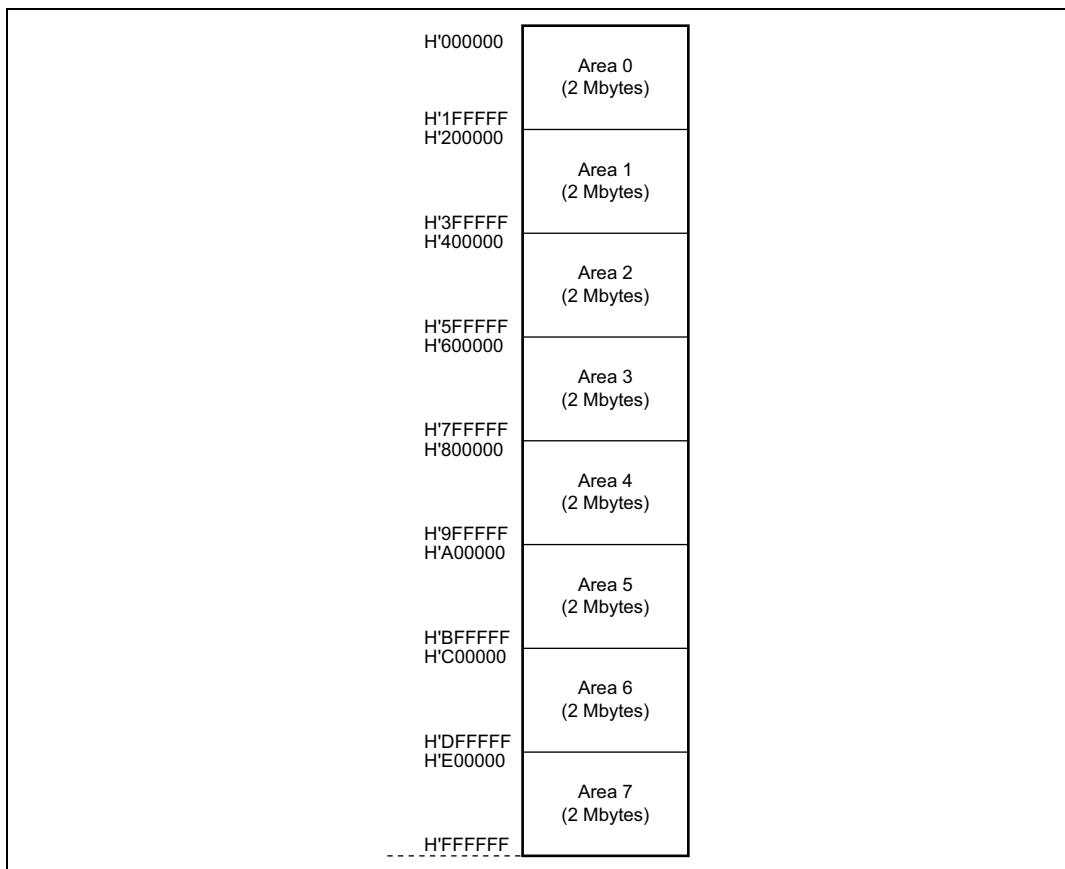 H'000000
Area 0
(2 Mbytes)
H'1FFFFF
H'200000
Area 1
(2 Mbytes)
H'3FFFFF
H'400000
Area 2
(2 Mbytes)
H'5FFFFF
H'600000
Area 3
(2 Mbytes)
H'7FFFFF
H'800000
Area 4
(2 Mbytes)
H'9FFFFF
H'A00000
Area 5
(2 Mbytes)
H'BFFFFF
H'C00000
Area 6
(2 Mbytes)
H'DFFFFF
H'E00000
Area 7
(2 Mbytes)
H'FFFFFF